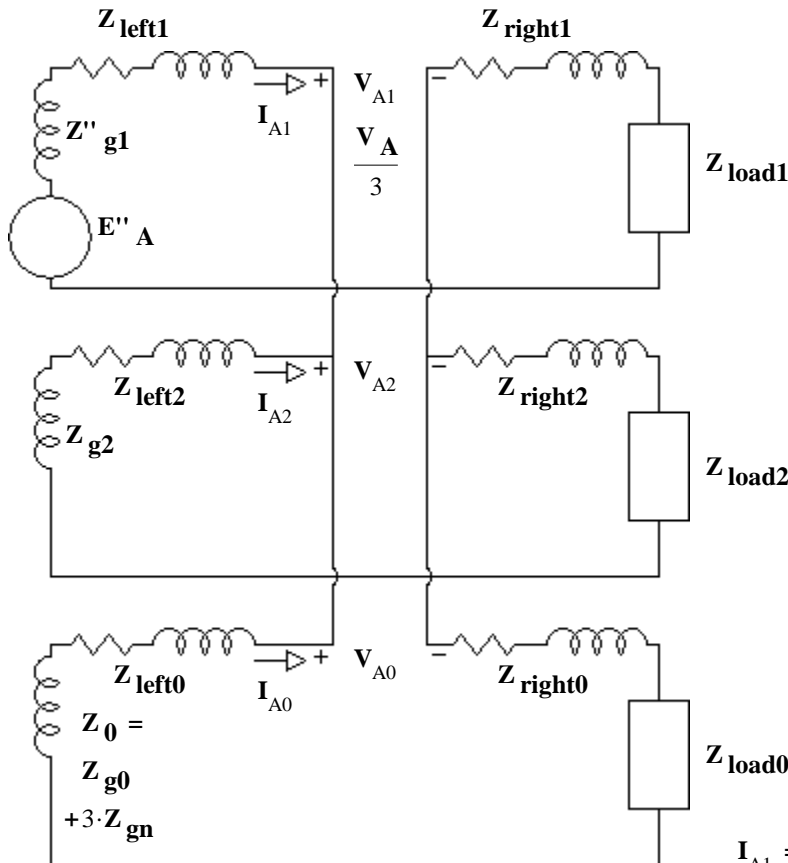 Z left1
Z right1
+
−
V A1
I A1
Z'' g1
V A
3
Z load1
E'' A
+
−
V A2
Z left2
I A2
Z right2
Z g2
Z load2
+
−
V A0
Z left0
I A0
Z right0
Z 0 =
Z g0
+3·Z gn
Z load0
I A1 =